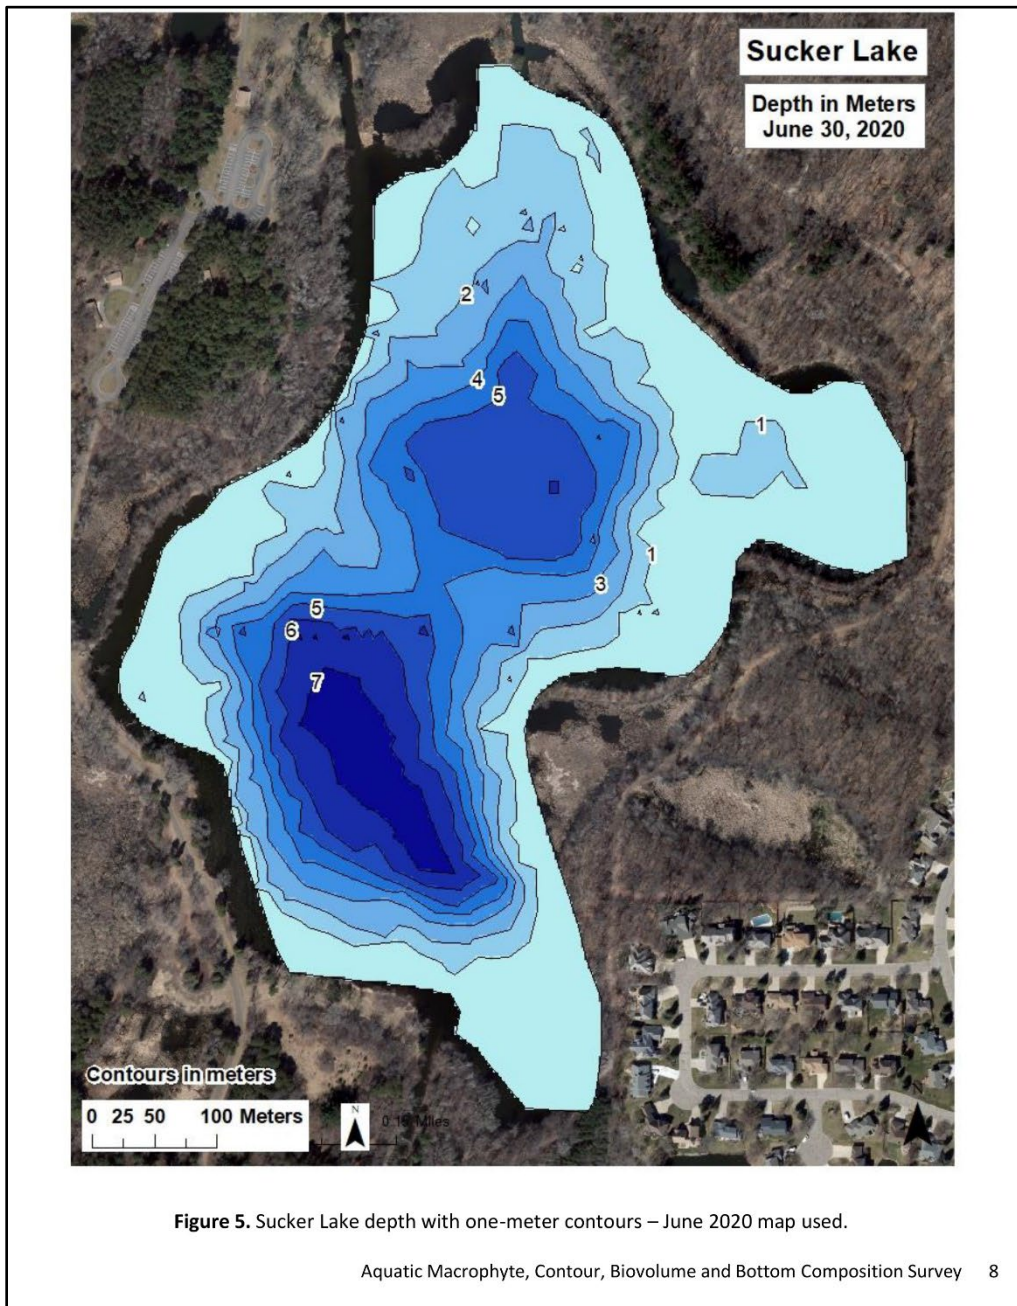 Sucker Lake
Depth in Meters
June 30, 2020
2
4
5
1
1
3
5
6
7
Contours in meters
0 25 50 100 Meters
N
0.15 Miles
Figure 5. Sucker Lake depth with one-meter contours – June 2020 map used.
Aquatic Macrophyte, Contour, Biovolume and Bottom Composition Survey 8